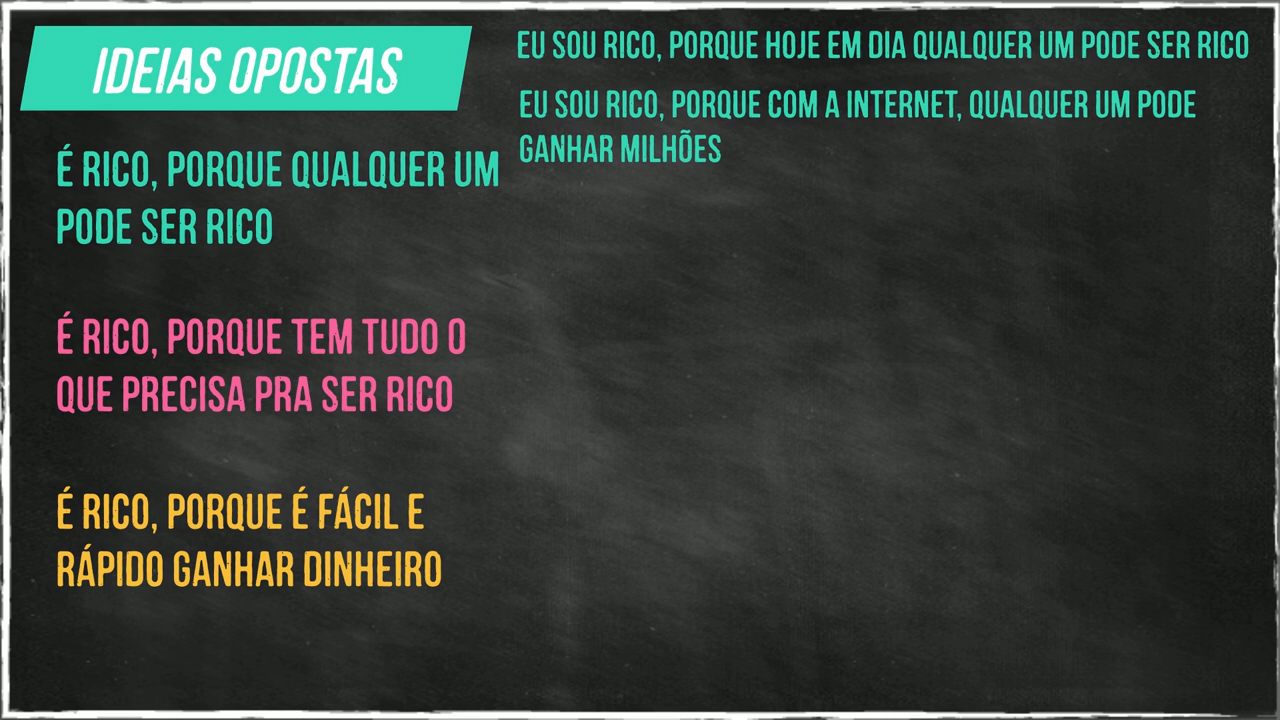 IDEIAS OPOSTAS
É RICO, PORQUE QUALQUER UM
PODE SER RICO
É RICO, PORQUE TEM TUDO O
QUE PRECISA PRA SER RICO
É RICO, PORQUE É FÁCIL E
RÁPIDO GANHAR DINHEIRO
EU SOU RICO, PORQUE HOJE EM DIA QUALQUER UM PODE SER RICO
EU SOU RICO, PORQUE COM A INTERNET, QUALQUER UM PODE
GANHAR MILHÕES